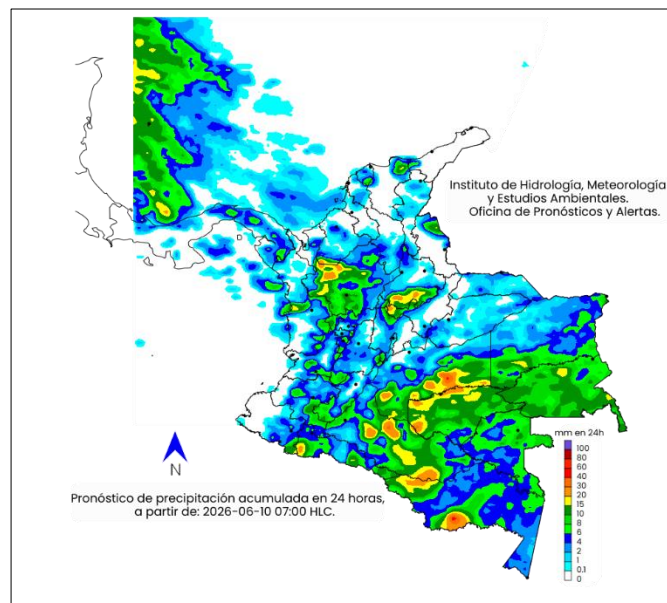 Instituto de Hidrología, Meteorología
y Estudios Ambientales.
Oficina de Pronósticos y Alertas.
mm en 24h
100
80
60
40
30
20
15
10
8
6
4
2
1
0,1
0
N
Pronóstico de precipitación acumulada en 24 horas,
a partir de: 2026-06-10 07:00 HLC.